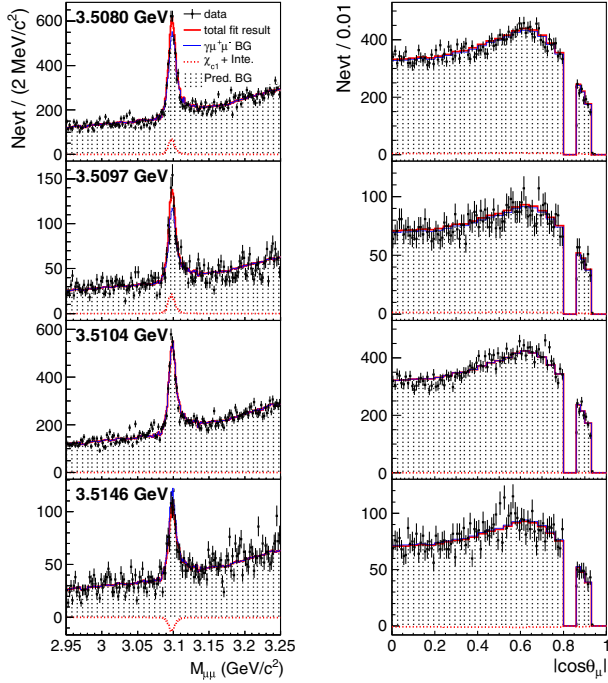 Nevt / (2 MeV/c²)
3.5080 GeV
data
total fit result
γμ⁺μ⁻ BG
χc1 + Inte.
Pred. BG
600
400
200
0
Nevt / 0.01
400
200
0
3.5097 GeV
150
100
50
0
100
50
0
3.5104 GeV
600
400
200
0
400
200
0
3.5146 GeV
100
50
0
100
50
0
2.95 3 3.05 3.1 3.15 3.2 3.25
0 0.2 0.4 0.6 0.8 1
Mμμ (GeV/c²)
|cosθμ|